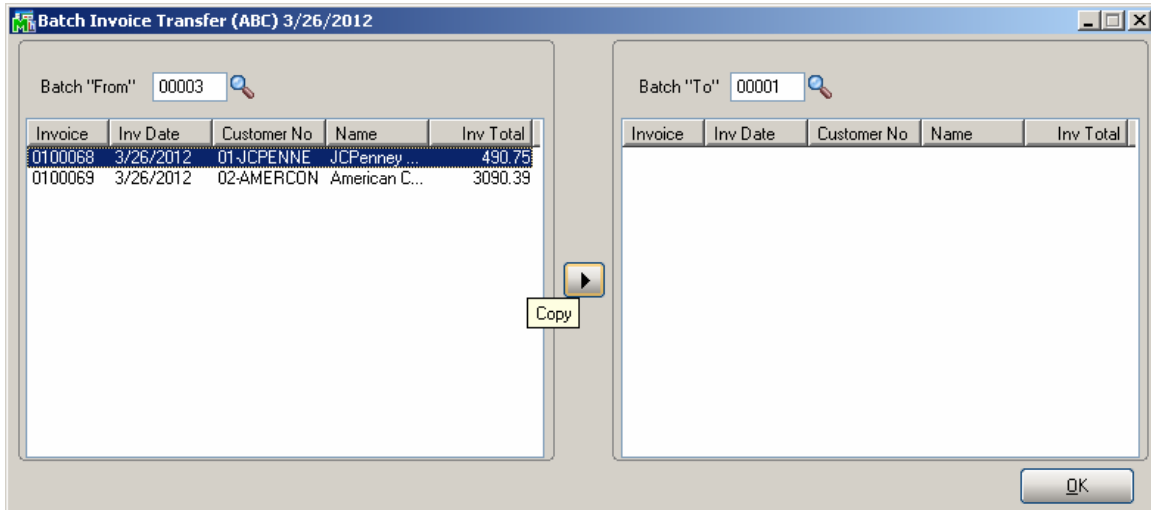 Batch Invoice Transfer (ABC) 3/26/2012
Batch "From" 00003
Batch "To" 00001
Invoice Inv Date Customer No Name Inv Total
0100068 3/26/2012 01-JCPENNE JCPenney ... 490.75
0100069 3/26/2012 02-AMERCON American C... 3090.39
Invoice Inv Date Customer No Name Inv Total
Copy
OK